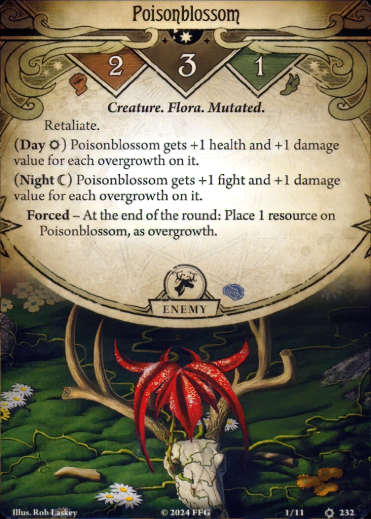 Poisonblossom
2 3 1
Creature. Flora. Mutated.
Retaliate.
(Day ☼) Poisonblossom gets +1 health and +1 damage
value for each overgrowth on it.
(Night ☾) Poisonblossom gets +1 fight and +1 damage
value for each overgrowth on it.
Forced – At the end of the round: Place 1 resource on
Poisonblossom, as overgrowth.
ENEMY
Illus. Rob Laskey © 2024 FFG 1/11 232